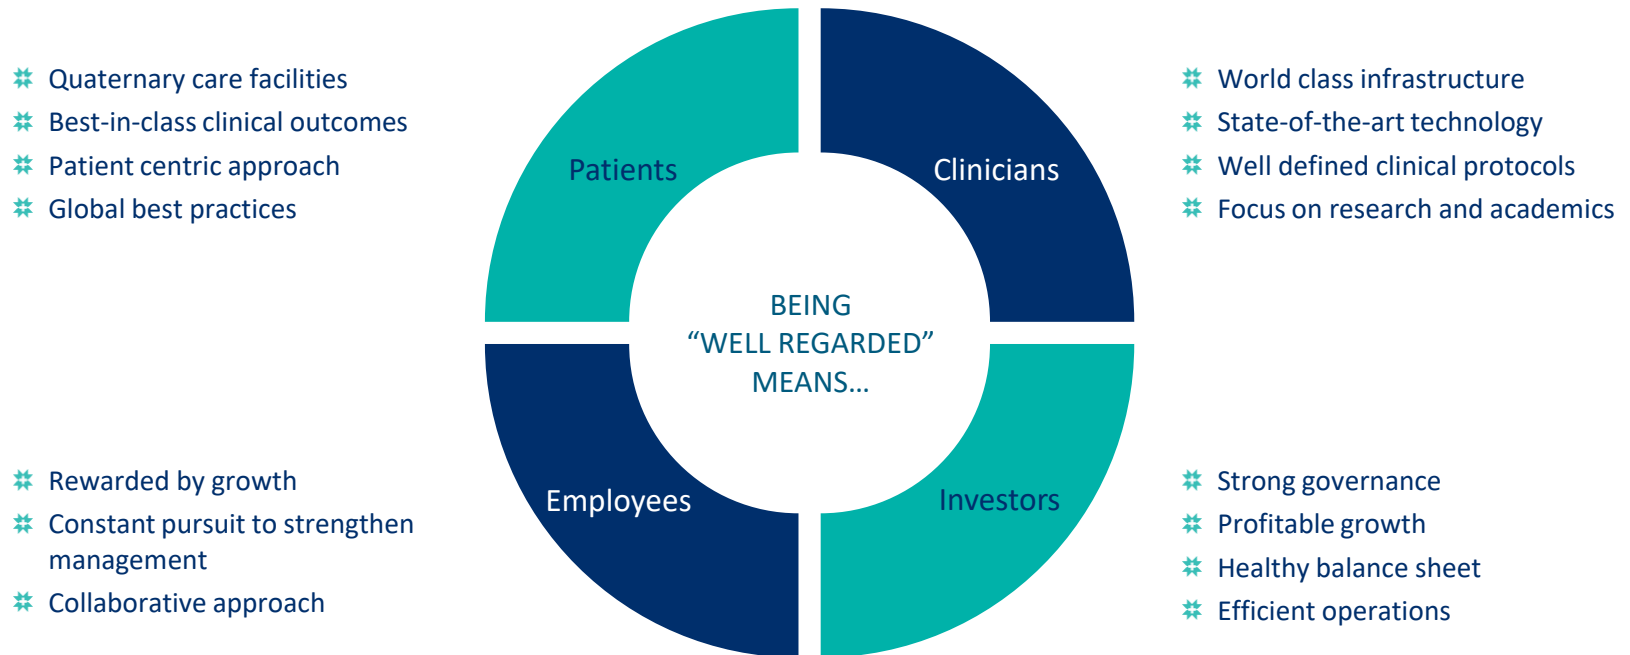 Quaternary care facilities
Best-in-class clinical outcomes
Patient centric approach
Global best practices
Patients
Clinicians
World class infrastructure
State-of-the-art technology
Well defined clinical protocols
Focus on research and academics
BEING
“WELL REGARDED”
MEANS...
Rewarded by growth
Constant pursuit to strengthen
management
Collaborative approach
Employees
Investors
Strong governance
Profitable growth
Healthy balance sheet
Efficient operations